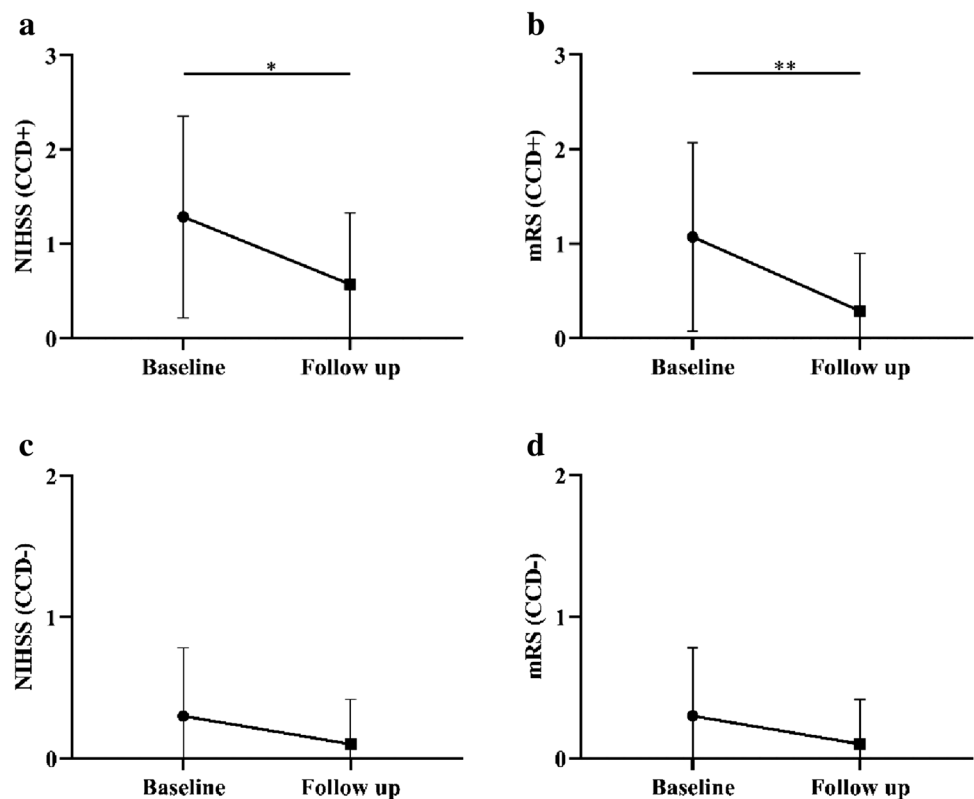 a
NIHSS (CCD+)
3
2
1
0
*
Baseline
Follow up
b
mRS (CCD+)
3
2
1
0
**
Baseline
Follow up
c
NIHSS (CCD-)
2
1
0
Baseline
Follow up
d
mRS (CCD-)
2
1
0
Baseline
Follow up